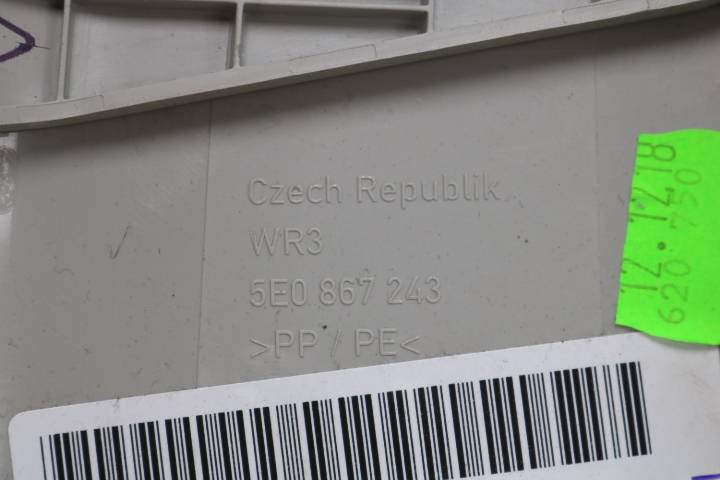 Czech Republik
WR3
5E0 867 243
>PP / PE<
12.12 18
620 750